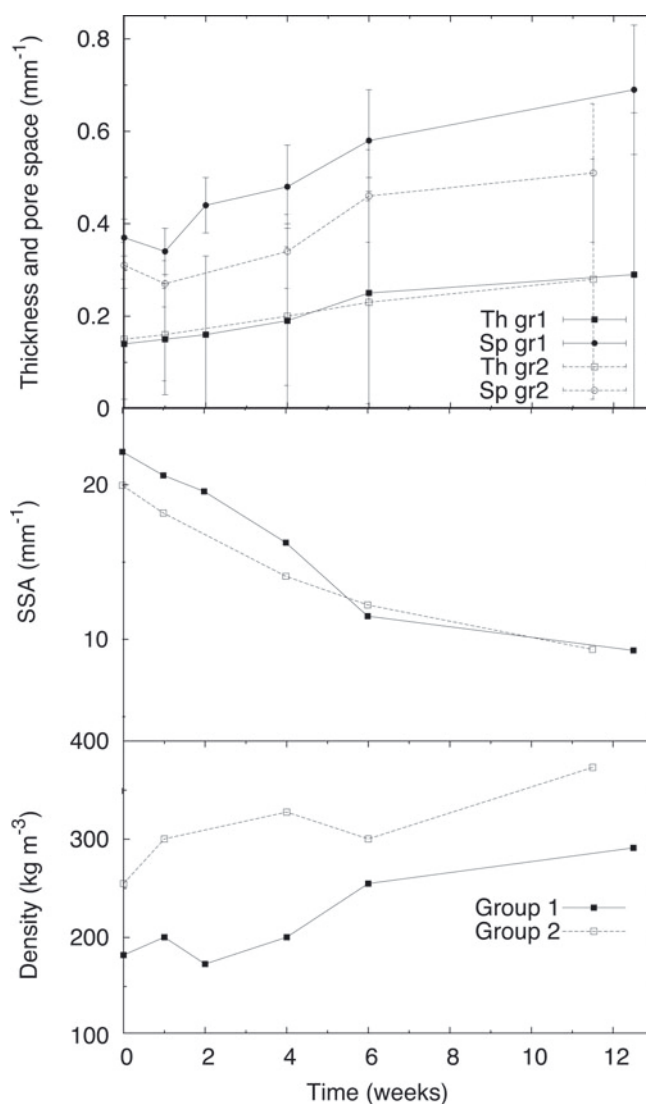 Thickness and pore space (mm⁻¹)
0.8
0.6
0.4
0.2
0
Th gr1
Sp gr1
Th gr2
Sp gr2
SSA (mm⁻¹)
20
10
Density (kg m⁻³)
400
300
200
100
Group 1
Group 2
0 2 4 6 8 10 12
Time (weeks)